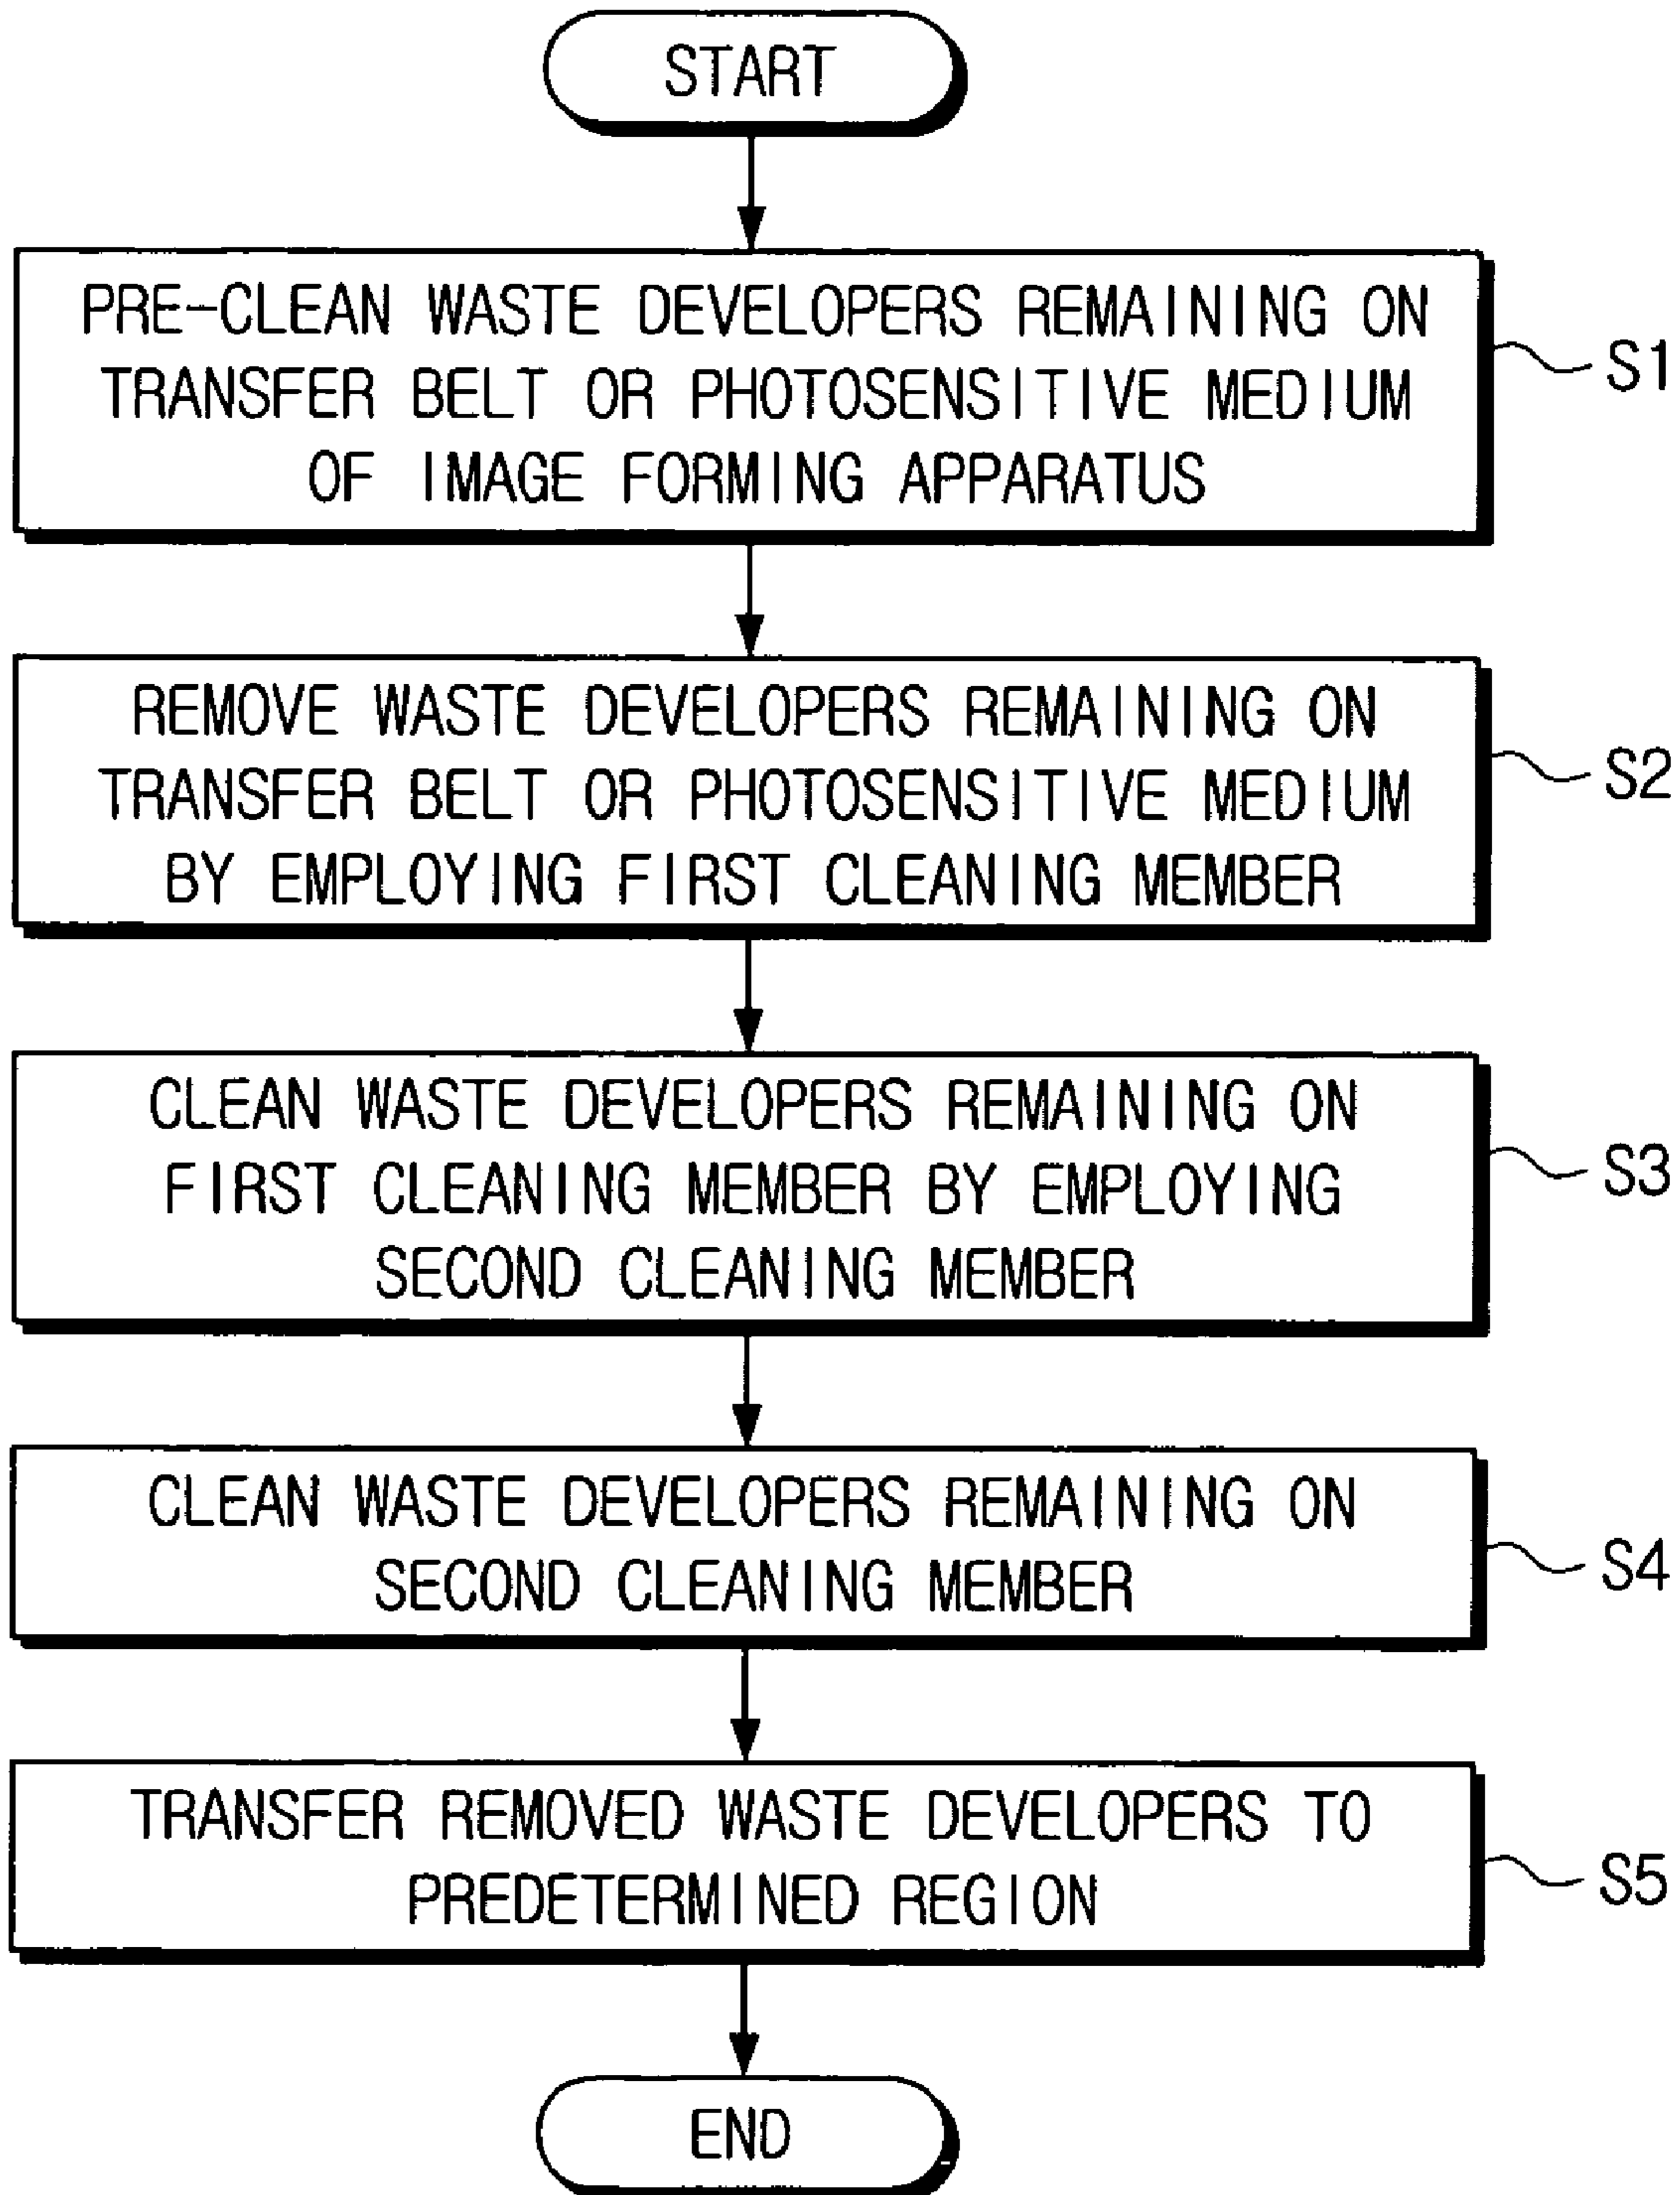 START
PRE-CLEAN WASTE DEVELOPERS REMAINING ON
TRANSFER BELT OR PHOTOSENSITIVE MEDIUM
OF IMAGE FORMING APPARATUS
S1
REMOVE WASTE DEVELOPERS REMAINING ON
TRANSFER BELT OR PHOTOSENSITIVE MEDIUM
BY EMPLOYING FIRST CLEANING MEMBER
S2
CLEAN WASTE DEVELOPERS REMAINING ON
FIRST CLEANING MEMBER BY EMPLOYING
SECOND CLEANING MEMBER
S3
CLEAN WASTE DEVELOPERS REMAINING ON
SECOND CLEANING MEMBER
S4
TRANSFER REMOVED WASTE DEVELOPERS TO
PREDETERMINED REGION
S5
END